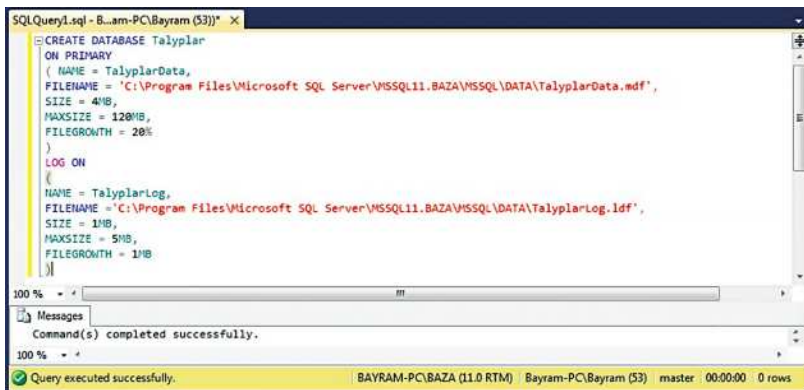 SQLQuery1.sql - B...am-PC\Bayram (53))* X
CREATE DATABASE Talyplar
ON PRIMARY
( NAME = TalyplarData,
FILENAME = 'C:\Program Files\Microsoft SQL Server\MSSQL11.BAZA\MSSQL\DATA\TalyplarData.mdf',
SIZE = 4MB,
MAXSIZE = 120MB,
FILEGROWTH = 20%
)
LOG ON
(
NAME = TalyplarLog,
FILENAME ='C:\Program Files\Microsoft SQL Server\MSSQL11.BAZA\MSSQL\DATA\TalyplarLog.ldf',
SIZE = 1MB,
MAXSIZE = 5MB,
FILEGROWTH = 1MB
)
100 %
Messages
Command(s) completed successfully.
100 %
Query executed successfully. BAYRAM-PC\BAZA (11.0 RTM) Bayram-PC\Bayram (53) master 00:00:00 0 rows